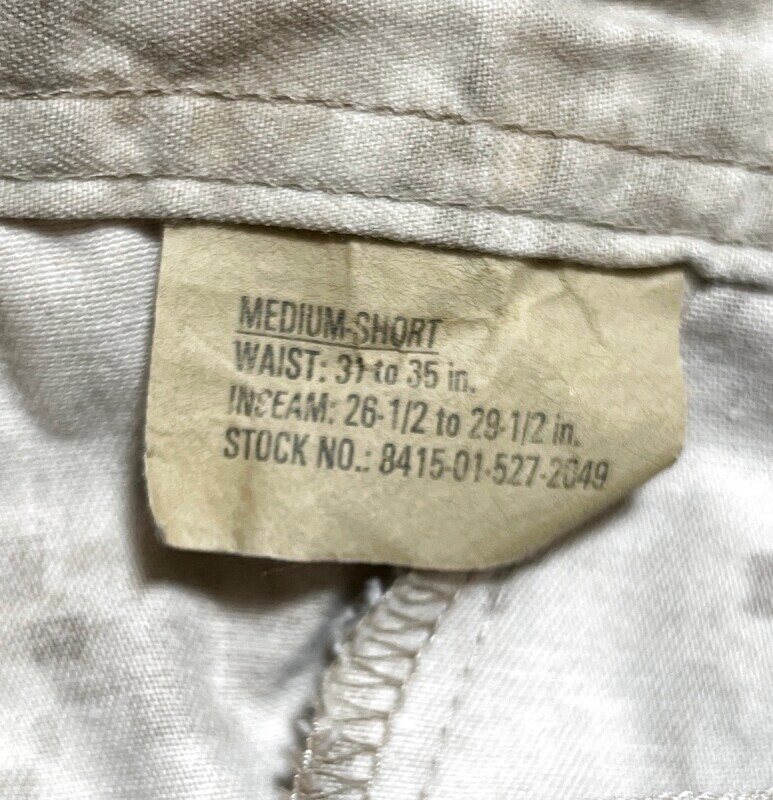 MEDIUM-SHORT
WAIST: 31 to 35 in.
INSEAM: 26-1/2 to 29-1/2 in.
STOCK NO.: 8415-01-527-2049